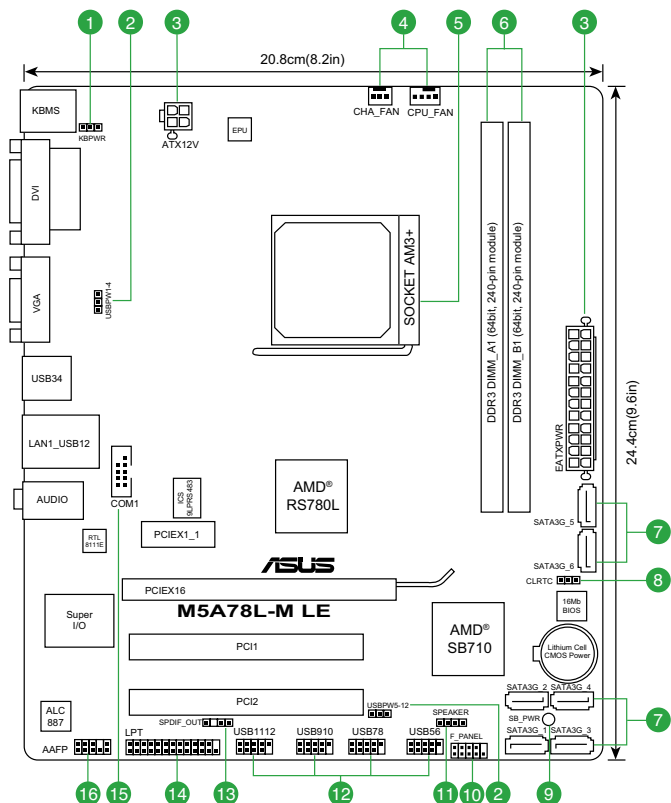 1
2
3
4
5
6
3
20.8cm(8.2in)
KBMS
KBPWR
ATX12V
EPU
CHA_FAN
CPU_FAN
DVI
VGA
USBPW1-4
SOCKET AM3+
DDR3 DIMM_A1 (64bit, 240-pin module)
DDR3 DIMM_B1 (64bit, 240-pin module)
EATXPWR
24.4cm(9.6in)
USB34
LAN1_USB12
AUDIO
COM1
ICS
9LPRS483
RTL
8111E
PCIEX1_1
AMD®
RS780L
SATA3G_5
SATA3G_6
7
CLRTC
8
ASUS
PCIEX16
M5A78L-M LE
16Mb
BIOS
Super
I/O
PCI1
AMD®
SB710
Lithium Cell
CMOS Power
PCI2
ALC
887
SPDIF_OUT
USBPW5-12
SPEAKER
SATA3G_2
SATA3G_4
SB_PWR
7
AAFP
LPT
USB1112
USB910
USB78
USB56
F_PANEL
SATA3G_1
SATA3G_3
16
15
14
13
12
2
11
10
9